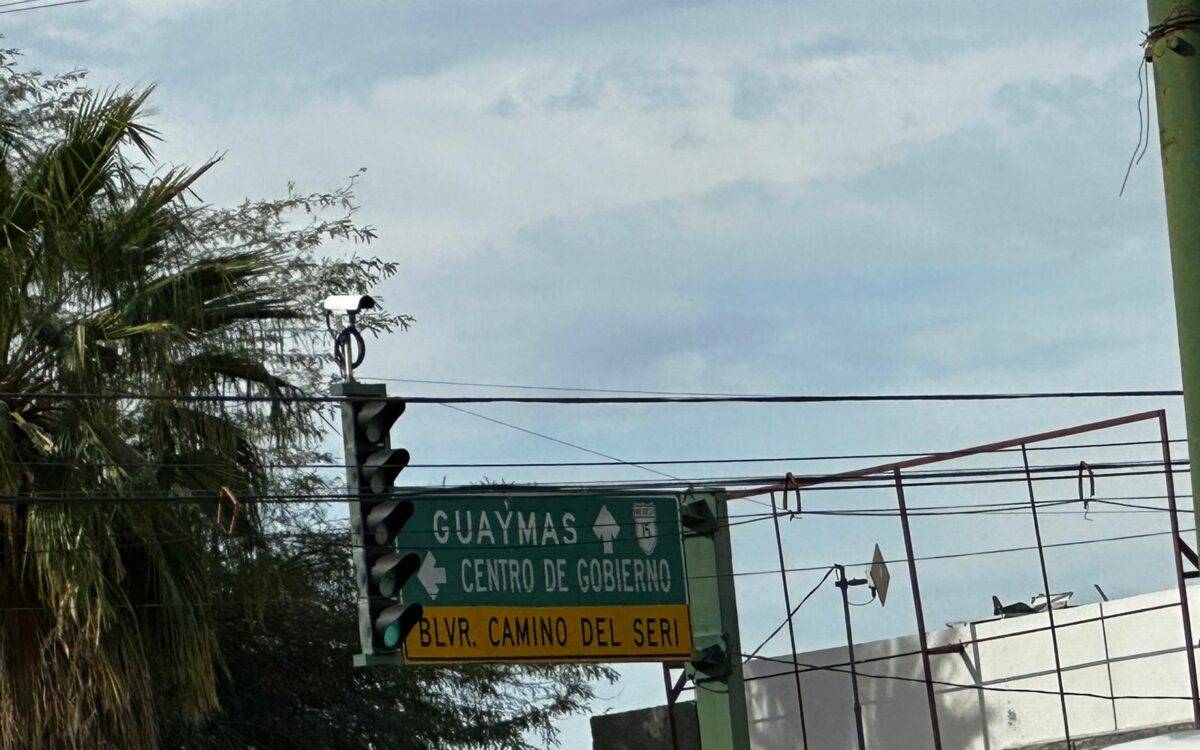 GUAYMAS
15
CENTRO DE GOBIERNO
BLVR. CAMINO DEL SERI